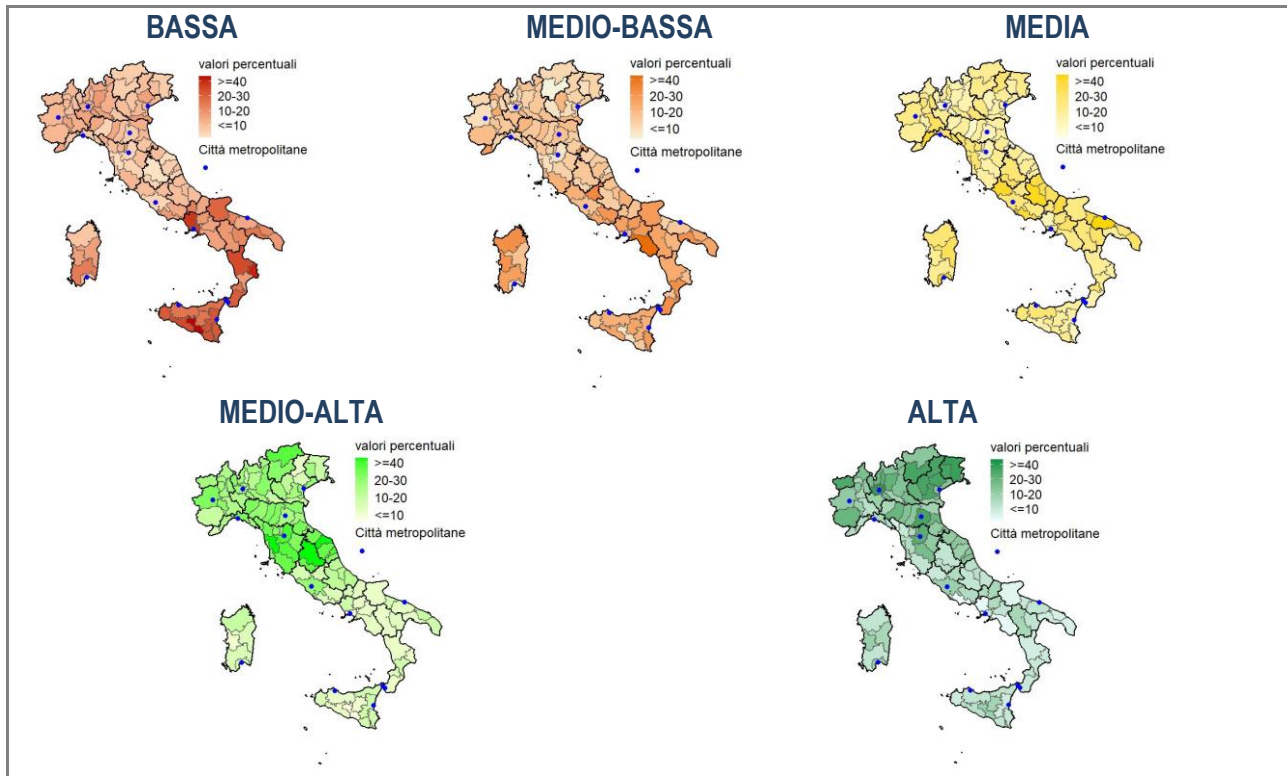 BASSA
valori percentuali
>=40
20-30
10-20
<=10
Città metropolitane
MEDIO-BASSA
valori percentuali
>=40
20-30
10-20
<=10
Città metropolitane
MEDIA
valori percentuali
>=40
20-30
10-20
<=10
Città metropolitane
MEDIO-ALTA
valori percentuali
>=40
20-30
10-20
<=10
Città metropolitane
ALTA
valori percentuali
>=40
20-30
10-20
<=10
Città metropolitane